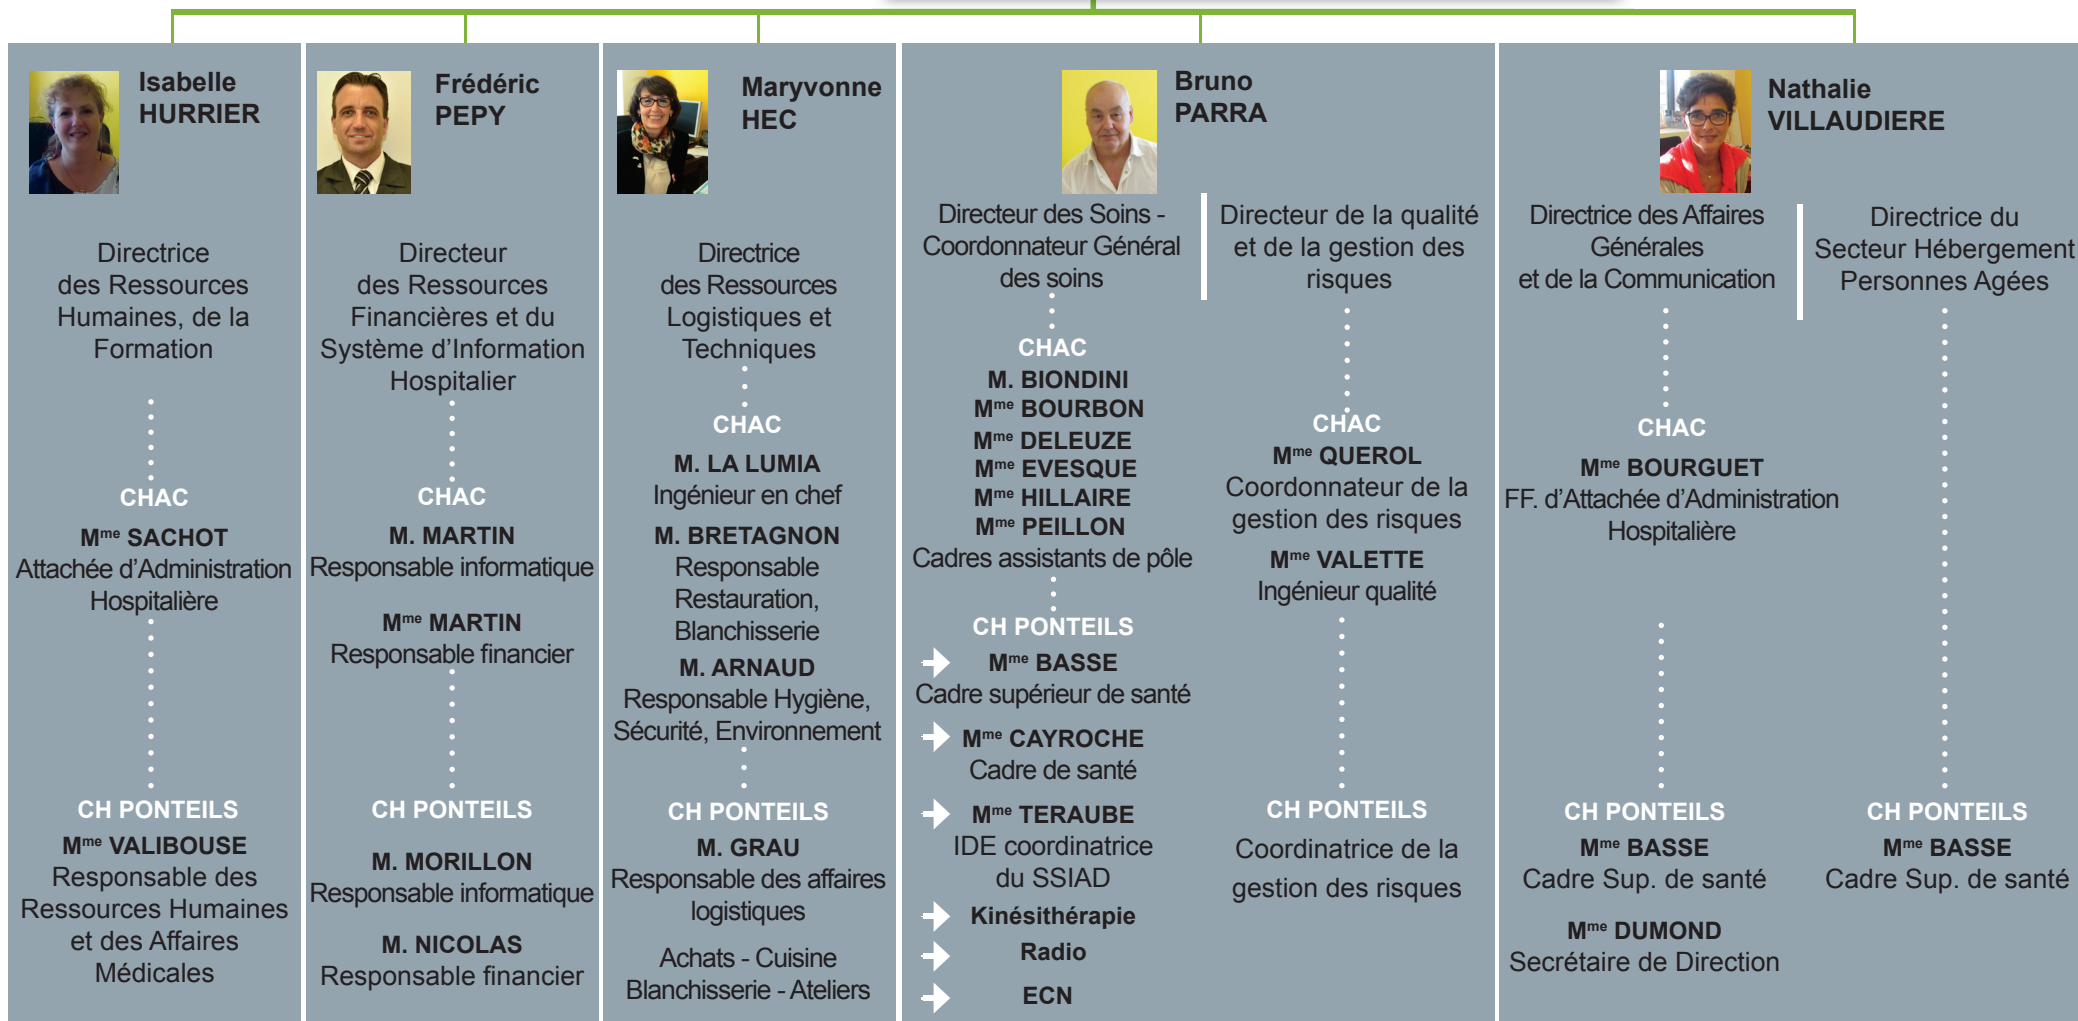 Isabelle
HURRIER
Directrice
des Ressources
Humaines, de la
Formation
CHAC
Mme SACHOT
Attachée d'Administration
Hospitalière
CH PONTEILS
Mme VALIBOUSE
Responsable des
Ressources Humaines
et des Affaires
Médicales
Frédéric
PEPY
Directeur
des Ressources
Financières et du
Système d'Information
Hospitalier
CHAC
M. MARTIN
Responsable informatique
Mme MARTIN
Responsable financier
CH PONTEILS
M. MORILLON
Responsable informatique
M. NICOLAS
Responsable financier
Maryvonne
HEC
Directrice
des Ressources
Logistiques et
Techniques
CHAC
M. LA LUMIA
Ingénieur en chef
M. BRETAGNON
Responsable
Restauration,
Blanchisserie
M. ARNAUD
Responsable Hygiène,
Sécurité, Environnement
CH PONTEILS
M. GRAU
Responsable des affaires
logistiques
Achats - Cuisine
Blanchisserie - Ateliers
Bruno
PARRA
Directeur des Soins -
Coordonnateur Général
des soins
CHAC
M. BIONDINI
Mme BOURBON
Mme DELEUZE
Mme EVESQUE
Mme HILLAIRE
Mme PEILLON
Cadres assistants de pôle
CH PONTEILS
Mme BASSE
Cadre supérieur de santé
Mme CAYROCHE
Cadre de santé
Mme TERAUBE
IDE coordinatrice
du SSIAD
Kinésithérapie
Radio
ECN
Directeur de la qualité
et de la gestion des
risques
CHAC
Mme QUEROL
Coordonnateur de la
gestion des risques
Mme VALETTE
Ingénieur qualité
CH PONTEILS
Coordinatrice de la
gestion des risques
Nathalie
VILLAUDIERE
Directrice des Affaires
Générales
et de la Communication
CHAC
Mme BOURGUET
FF. d'Attachée d'Administration
Hospitalière
CH PONTEILS
Mme BASSE
Cadre Sup. de santé
Mme DUMOND
Secrétaire de Direction
Directrice du
Secteur Hébergement
Personnes Agées
CH PONTEILS
Mme BASSE
Cadre Sup. de santé